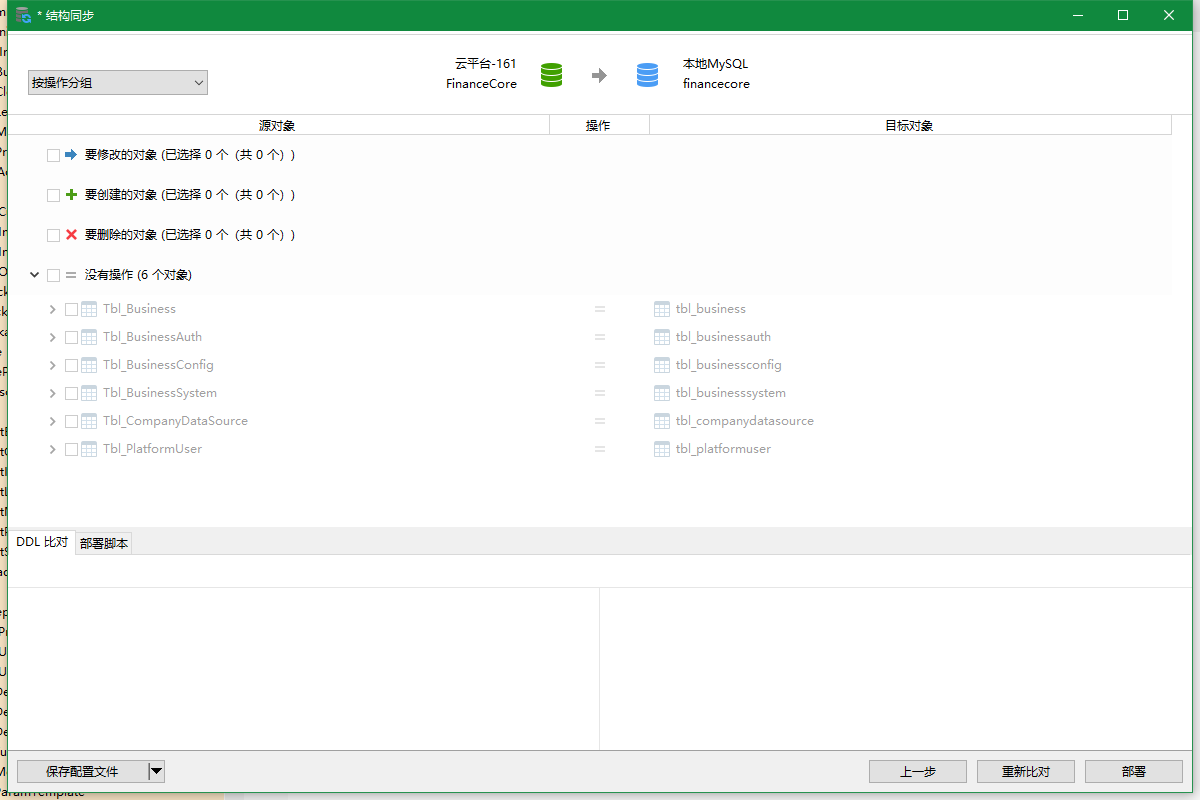 * 结构同步
按操作分组
云平台-161
FinanceCore
本地MySQL
financecore
源对象 操作 目标对象
要修改的对象 (已选择 0 个（共 0 个）)
要创建的对象 (已选择 0 个（共 0 个）)
要删除的对象 (已选择 0 个（共 0 个）)
没有操作 (6 个对象)
Tbl_Business = tbl_business
Tbl_BusinessAuth = tbl_businessauth
Tbl_BusinessConfig = tbl_businessconfig
Tbl_BusinessSystem = tbl_businesssystem
Tbl_CompanyDataSource = tbl_companydatasource
Tbl_PlatformUser = tbl_platformuser
DDL 比对 部署脚本
保存配置文件 上一步 重新比对 部署